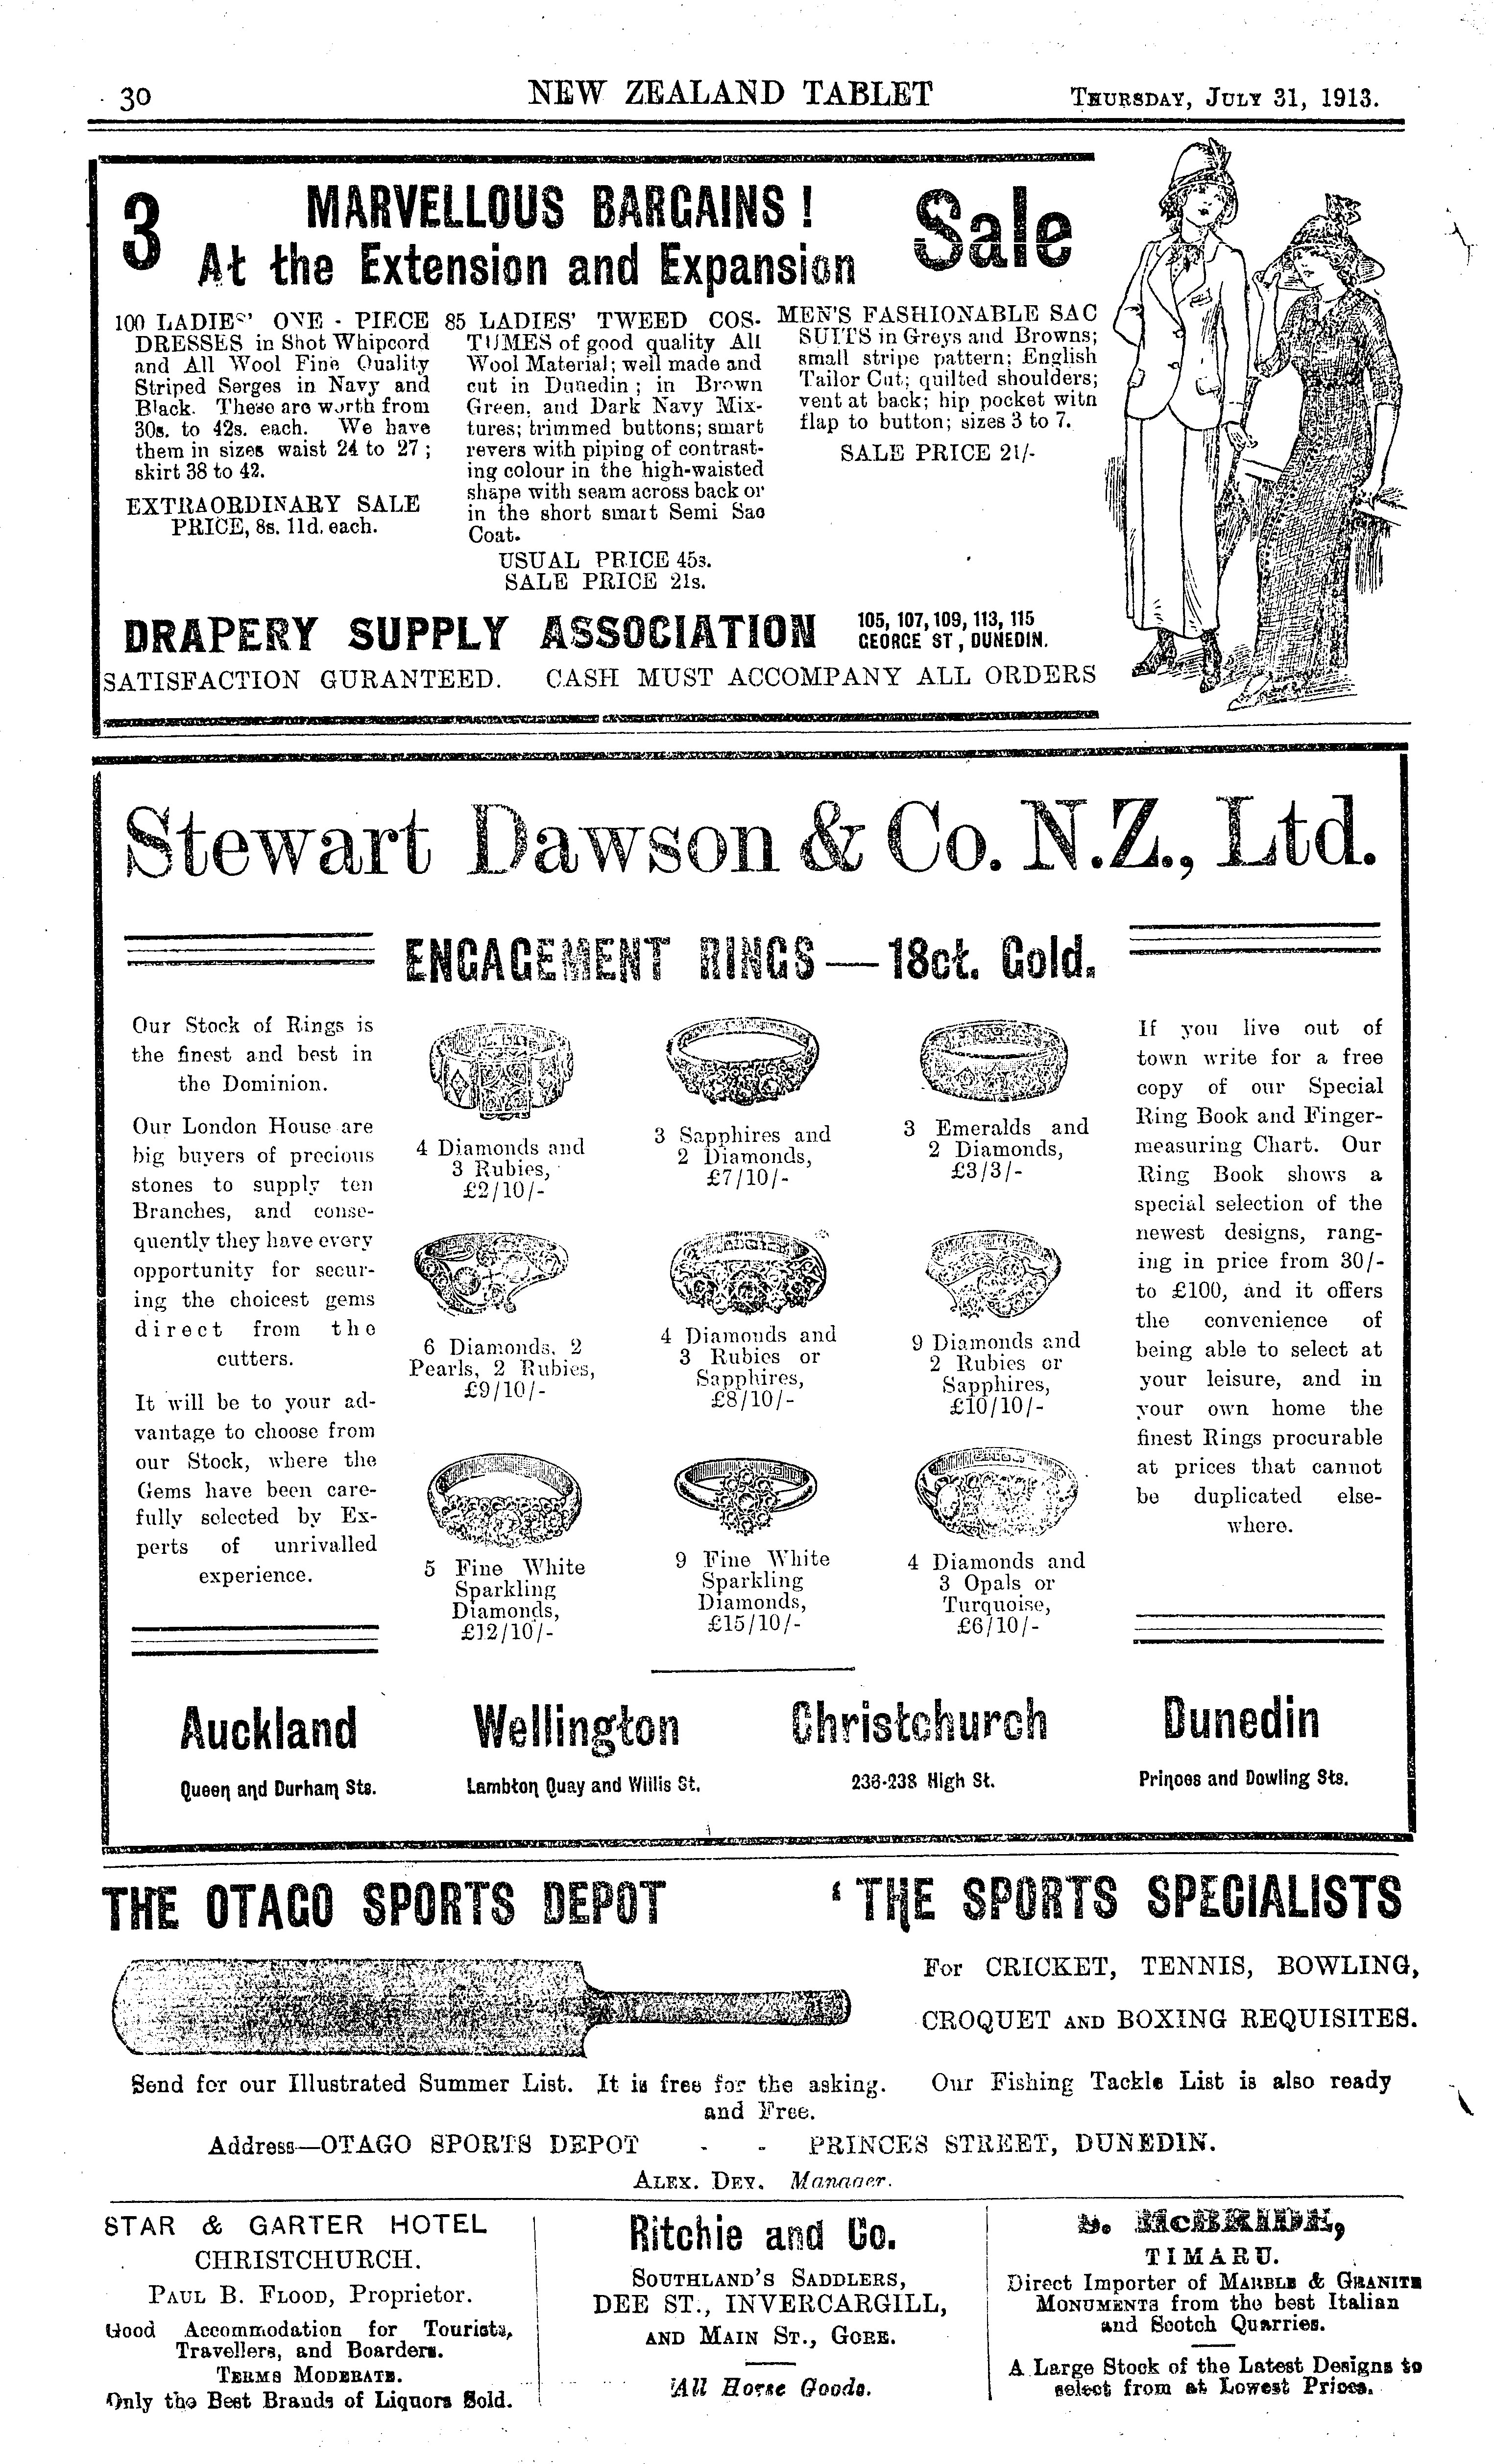 30
NEW ZEALAND TABLET
THURSDAY, JULY 31, 1913.
3
MARVELLOUS BARGAINS!
At the Extension and Expansion
Sale
100 LADIES' ONE - PIECE
DRESSES in Shot Whipcord
and All Wool Fine Quality
Striped Serges in Navy and
Black. These are worth from
30s. to 42s. each. We have
them in sizes waist 24 to 27;
skirt 38 to 42.
EXTRAORDINARY SALE
PRICE, 8s. 11d. each.
85 LADIES' TWEED COS-
TUMES of good quality All
Wool Material; well made and
cut in Dunedin; in Brown
Green, and Dark Navy Mix-
tures; trimmed buttons; smart
revers with piping of contrast-
ing colour in the high-waisted
shape with seam across back or
in the short smart Semi Sac
Coat.
USUAL PRICE 45s.
SALE PRICE 21s.
MEN'S FASHIONABLE SAC
SUITS in Greys and Browns;
small stripe pattern; English
Tailor Cut; quilted shoulders;
vent at back; hip pocket with
flap to button; sizes 3 to 7.
SALE PRICE 21/-
DRAPERY SUPPLY ASSOCIATION
105, 107, 109, 113, 115
GEORGE ST, DUNEDIN.
SATISFACTION GURANTEED. CASH MUST ACCOMPANY ALL ORDERS
Stewart Dawson & Co. N.Z., Ltd.
ENGAGEMENT RINGS—18ct. Gold.
Our Stock of Rings is
the finest and best in
the Dominion.
Our London House are
big buyers of precious
stones to supply ten
Branches, and conse-
quently they have every
opportunity for secur-
ing the choicest gems
direct from the
cutters.
It will be to your ad-
vantage to choose from
our Stock, where the
Gems have been care-
fully selected by Ex-
perts of unrivalled
experience.
4 Diamonds and
3 Rubies,
£2/10/-
3 Sapphires and
2 Diamonds,
£7/10/-
3 Emeralds and
2 Diamonds,
£3/3/-
6 Diamonds, 2
Pearls, 2 Rubies,
£9/10/-
4 Diamonds and
3 Rubies or
Sapphires,
£8/10/-
9 Diamonds and
2 Rubies or
Sapphires,
£10/10/-
5 Fine White
Sparkling
Diamonds,
£12/10/-
9 Fine White
Sparkling
Diamonds,
£15/10/-
4 Diamonds and
3 Opals or
Turquoise,
£6/10/-
If you live out of
town write for a free
copy of our Special
Ring Book and Finger-
measuring Chart. Our
Ring Book shows a
special selection of the
newest designs, rang-
ing in price from 30/-
to £100, and it offers
the convenience of
being able to select at
your leisure, and in
your own home the
finest Rings procurable
at prices that cannot
be duplicated else-
where.
Auckland
Queen and Durham Sts.
Wellington
Lambton Quay and Willis St.
Christchurch
236-238 High St.
Dunedin
Princes and Dowling Sts.
THE OTAGO SPORTS DEPOT
'THE SPORTS SPECIALISTS
For CRICKET, TENNIS, BOWLING,
CROQUET AND BOXING REQUISITES.
Send for our Illustrated Summer List. It is free for the asking. Our Fishing Tackle List is also ready
and Free.
Address—OTAGO SPORTS DEPOT - - PRINCES STREET, DUNEDIN.
ALEX. DEY. Manager.
STAR & GARTER HOTEL
CHRISTCHURCH.
PAUL B. FLOOD, Proprietor.
Good Accommodation for Tourists,
Travellers, and Boarders.
TERMS MODERATE.
Only the Best Brands of Liquors Sold.
Ritchie and Co.
SOUTHLAND'S SADDLERS,
DEE ST., INVERCARGILL,
AND MAIN ST., GORE.
All Horse Goods.
McBRIDE,
TIMARU.
Direct Importer of MARBLE & GRANITE
MONUMENTS from the best Italian
and Scotch Quarries.
A Large Stock of the Latest Designs to
select from at Lowest Prices.